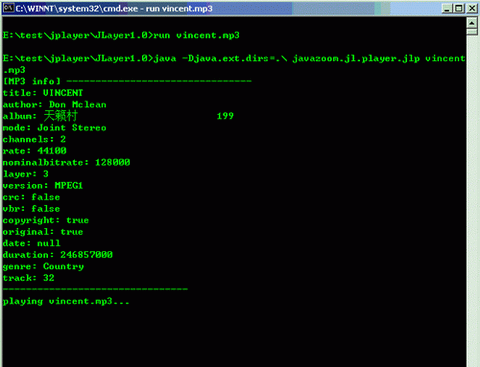 C:\WINNT\system32\cmd.exe - run vincent.mp3
E:\test\jplayer\JLayer1.0>run vincent.mp3
E:\test\jplayer\JLayer1.0>java -Djava.ext.dirs=.\ javazoom.jl.player.jlp vincent
.mp3
[MP3 info] --------------------------------
title: VINCENT
author: Don Mclean
album: 天籁村 199
mode: Joint Stereo
channels: 2
rate: 44100
nominalbitrate: 128000
layer: 3
version: MPEG1
crc: false
vbr: false
copyright: true
original: true
date: null
duration: 246857000
genre: Country
track: 32
--------------------------------
playing vincent.mp3...